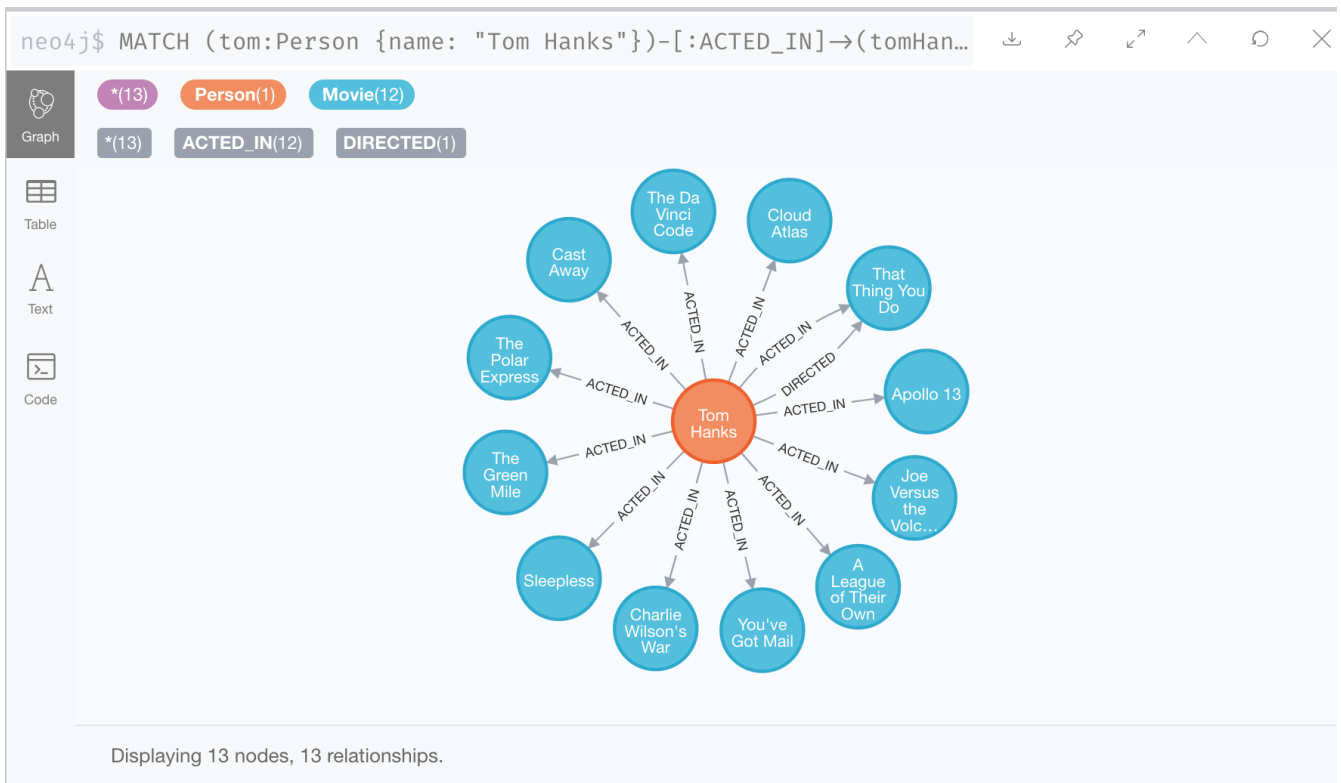 neo4j$ MATCH (tom:Person {name: "Tom Hanks"})-[:ACTED_IN]→(tomHan…
Graph
*(13) Person(1) Movie(12)
*(13) ACTED_IN(12) DIRECTED(1)
Table
Text
Code
The Da
Vinci
Code
Cloud
Atlas
Cast
Away
That
Thing You
Do
The
Polar
Express
Apollo 13
Tom
Hanks
The
Green
Mile
Joe
Versus
the
Volc…
Sleepless
A
League
of Their
Own
Charlie
Wilson's
War
You've
Got Mail
ACTED_IN
ACTED_IN
ACTED_IN
ACTED_IN
DIRECTED
ACTED_IN
ACTED_IN
ACTED_IN
ACTED_IN
ACTED_IN
ACTED_IN
ACTED_IN
ACTED_IN
Displaying 13 nodes, 13 relationships.